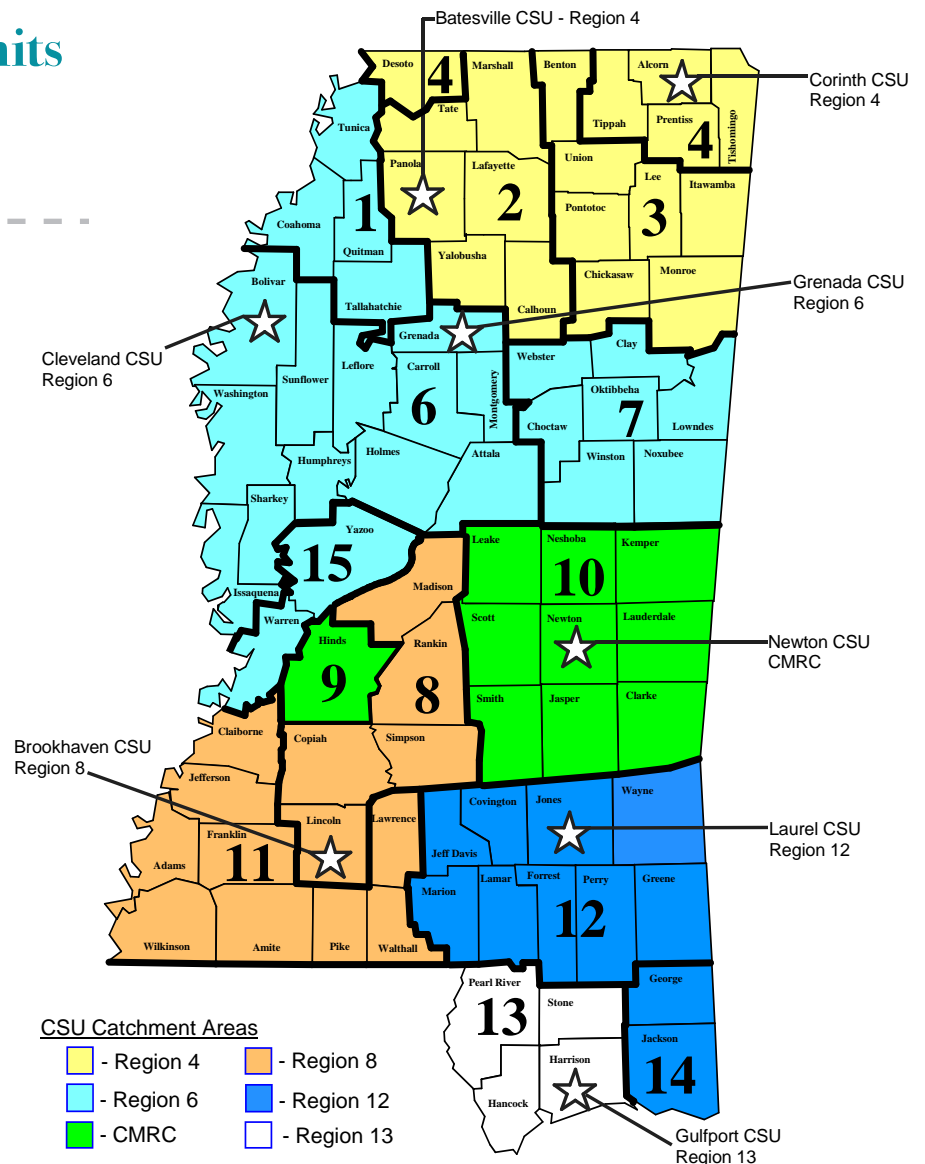 nits
Batesville CSU - Region 4
Desoto
4
Marshall
Benton
Alcorn
Corinth CSU
Region 4
Tate
Tunica
Tippah
Prentiss
4
Tishomingo
Panola
Lafayette
Union
Lee
Itawamba
1
2
Pontotoc
3
Coahoma
Quitman
Yalobusha
Chickasaw
Monroe
Bolivar
Tallahatchie
Calhoun
Grenada CSU
Region 6
Grenada
Clay
Cleveland CSU
Region 6
Leflore
Carroll
Webster
Sunflower
Washington
6
Montgomery
Oktibbeha
7
Choctaw
Lowndes
Humphreys
Holmes
Attala
Winston
Noxubee
Sharkey
Yazoo
15
Leake
Neshoba
Kemper
10
Madison
Issaquena
Warren
Scott
Newton
Lauderdale
Hinds
Rankin
Newton CSU
CMRC
9
8
Smith
Jasper
Clarke
Claiborne
Copiah
Simpson
Brookhaven CSU
Region 8
Jefferson
Covington
Jones
Wayne
Lincoln
Lawrence
Franklin
11
Laurel CSU
Region 12
Jeff Davis
Adams
Marion
Lamar
Forrest
Perry
Greene
12
Wilkinson
Amite
Pike
Walthall
Pearl River
13
Stone
George
CSU Catchment Areas
- Region 4
- Region 8
- Region 6
- Region 12
- CMRC
- Region 13
Harrison
Jackson
14
Hancock
Gulfport CSU
Region 13